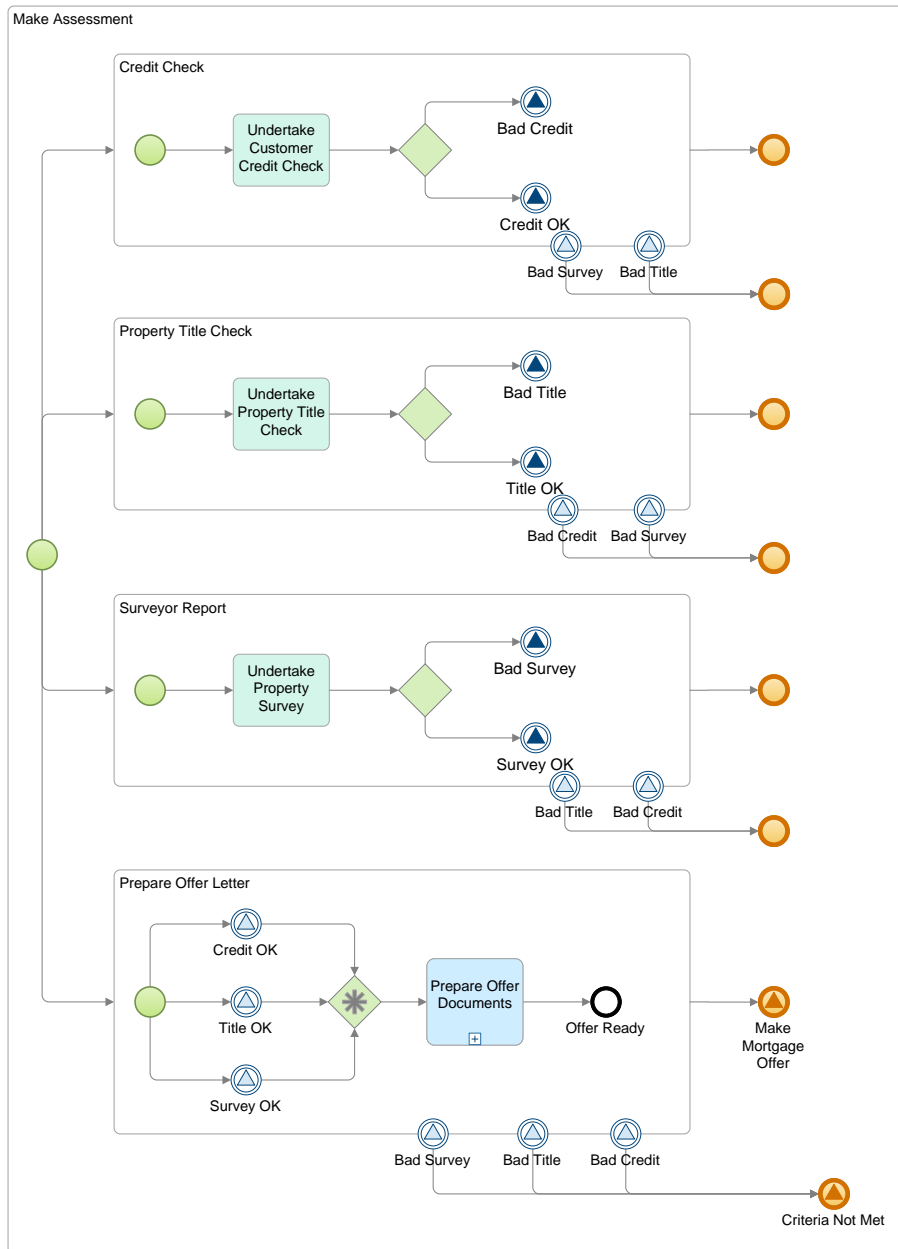 Make Assessment
Credit Check
Undertake
Customer
Credit Check
Bad Credit
Credit OK
Bad Survey
Bad Title
Property Title Check
Undertake
Property Title
Check
Bad Title
Title OK
Bad Credit
Bad Survey
Surveyor Report
Undertake
Property
Survey
Bad Survey
Survey OK
Bad Title
Bad Credit
Prepare Offer Letter
Credit OK
Title OK
Survey OK
Prepare Offer
Documents
Offer Ready
Make
Mortgage
Offer
Bad Survey
Bad Title
Bad Credit
Criteria Not Met